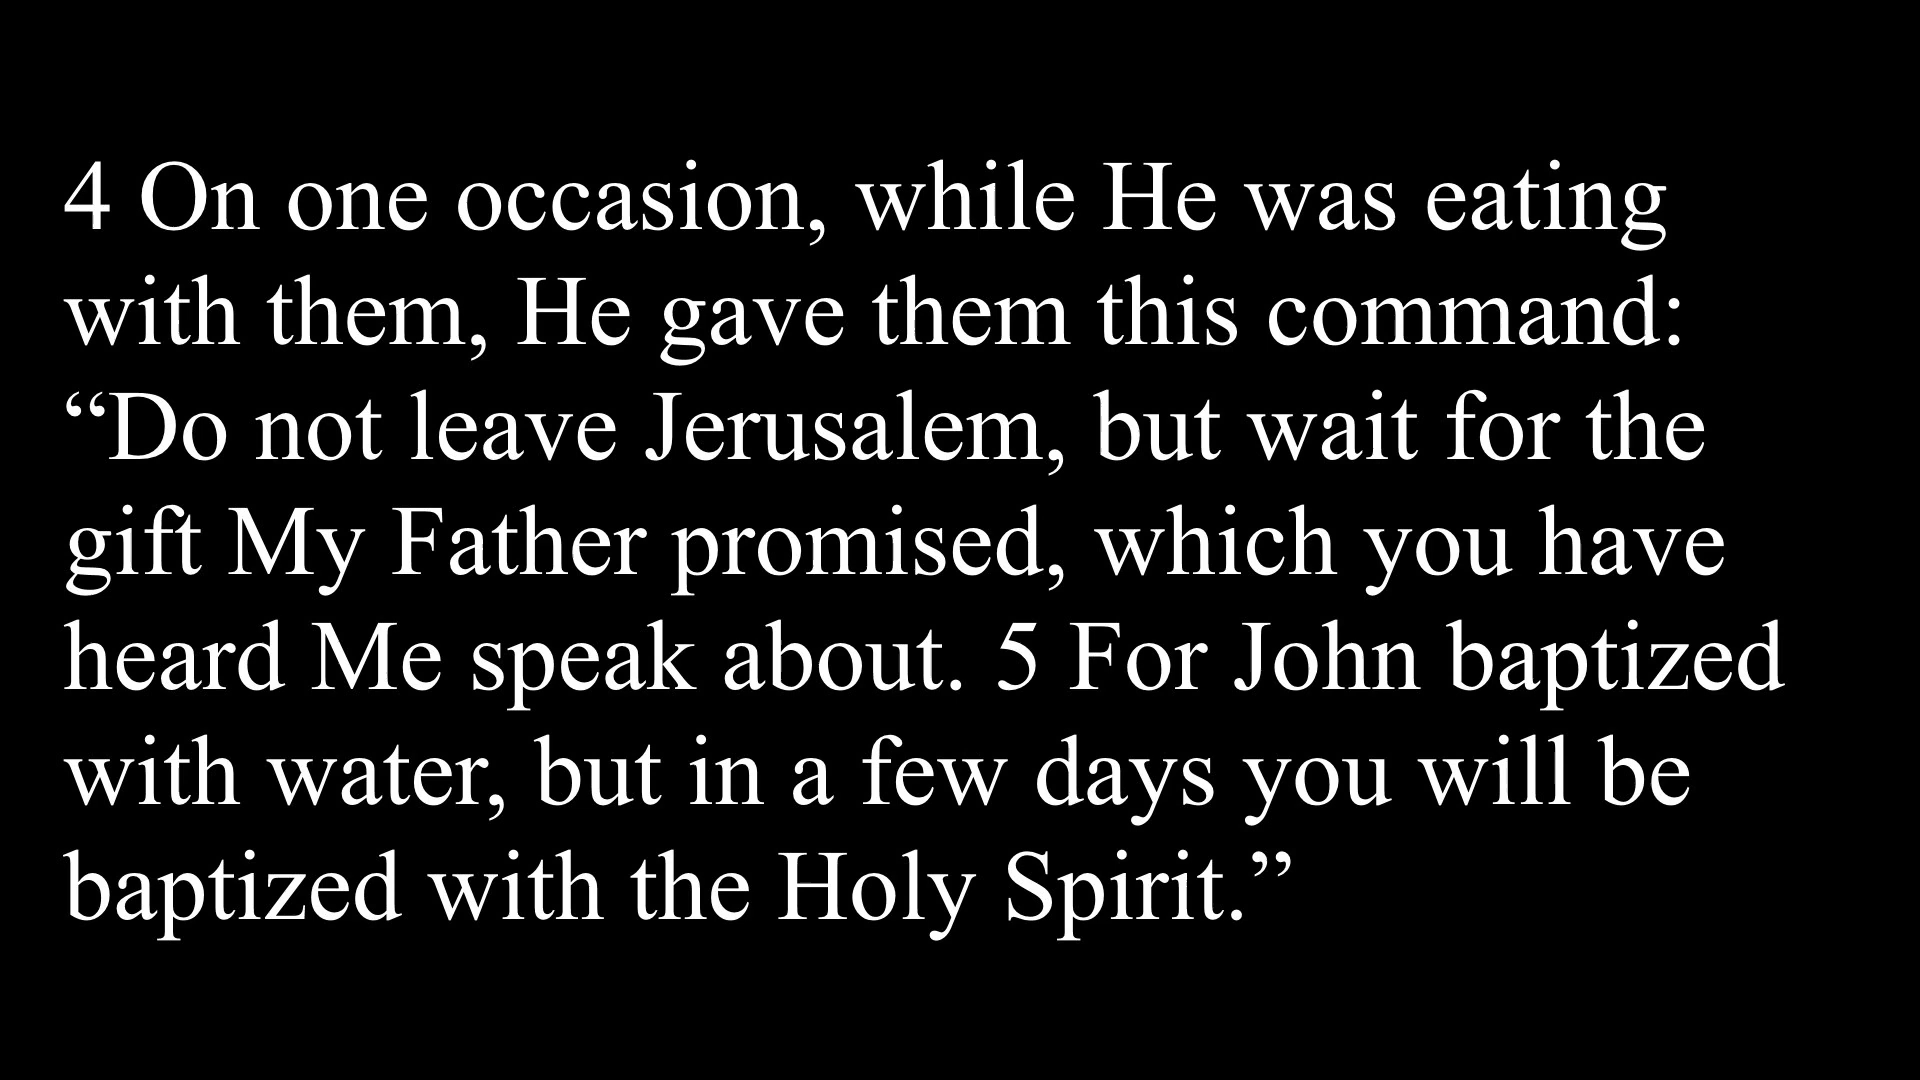 4 On one occasion, while He was eating
with them, He gave them this command:
“Do not leave Jerusalem, but wait for the
gift My Father promised, which you have
heard Me speak about. 5 For John baptized
with water, but in a few days you will be
baptized with the Holy Spirit.”